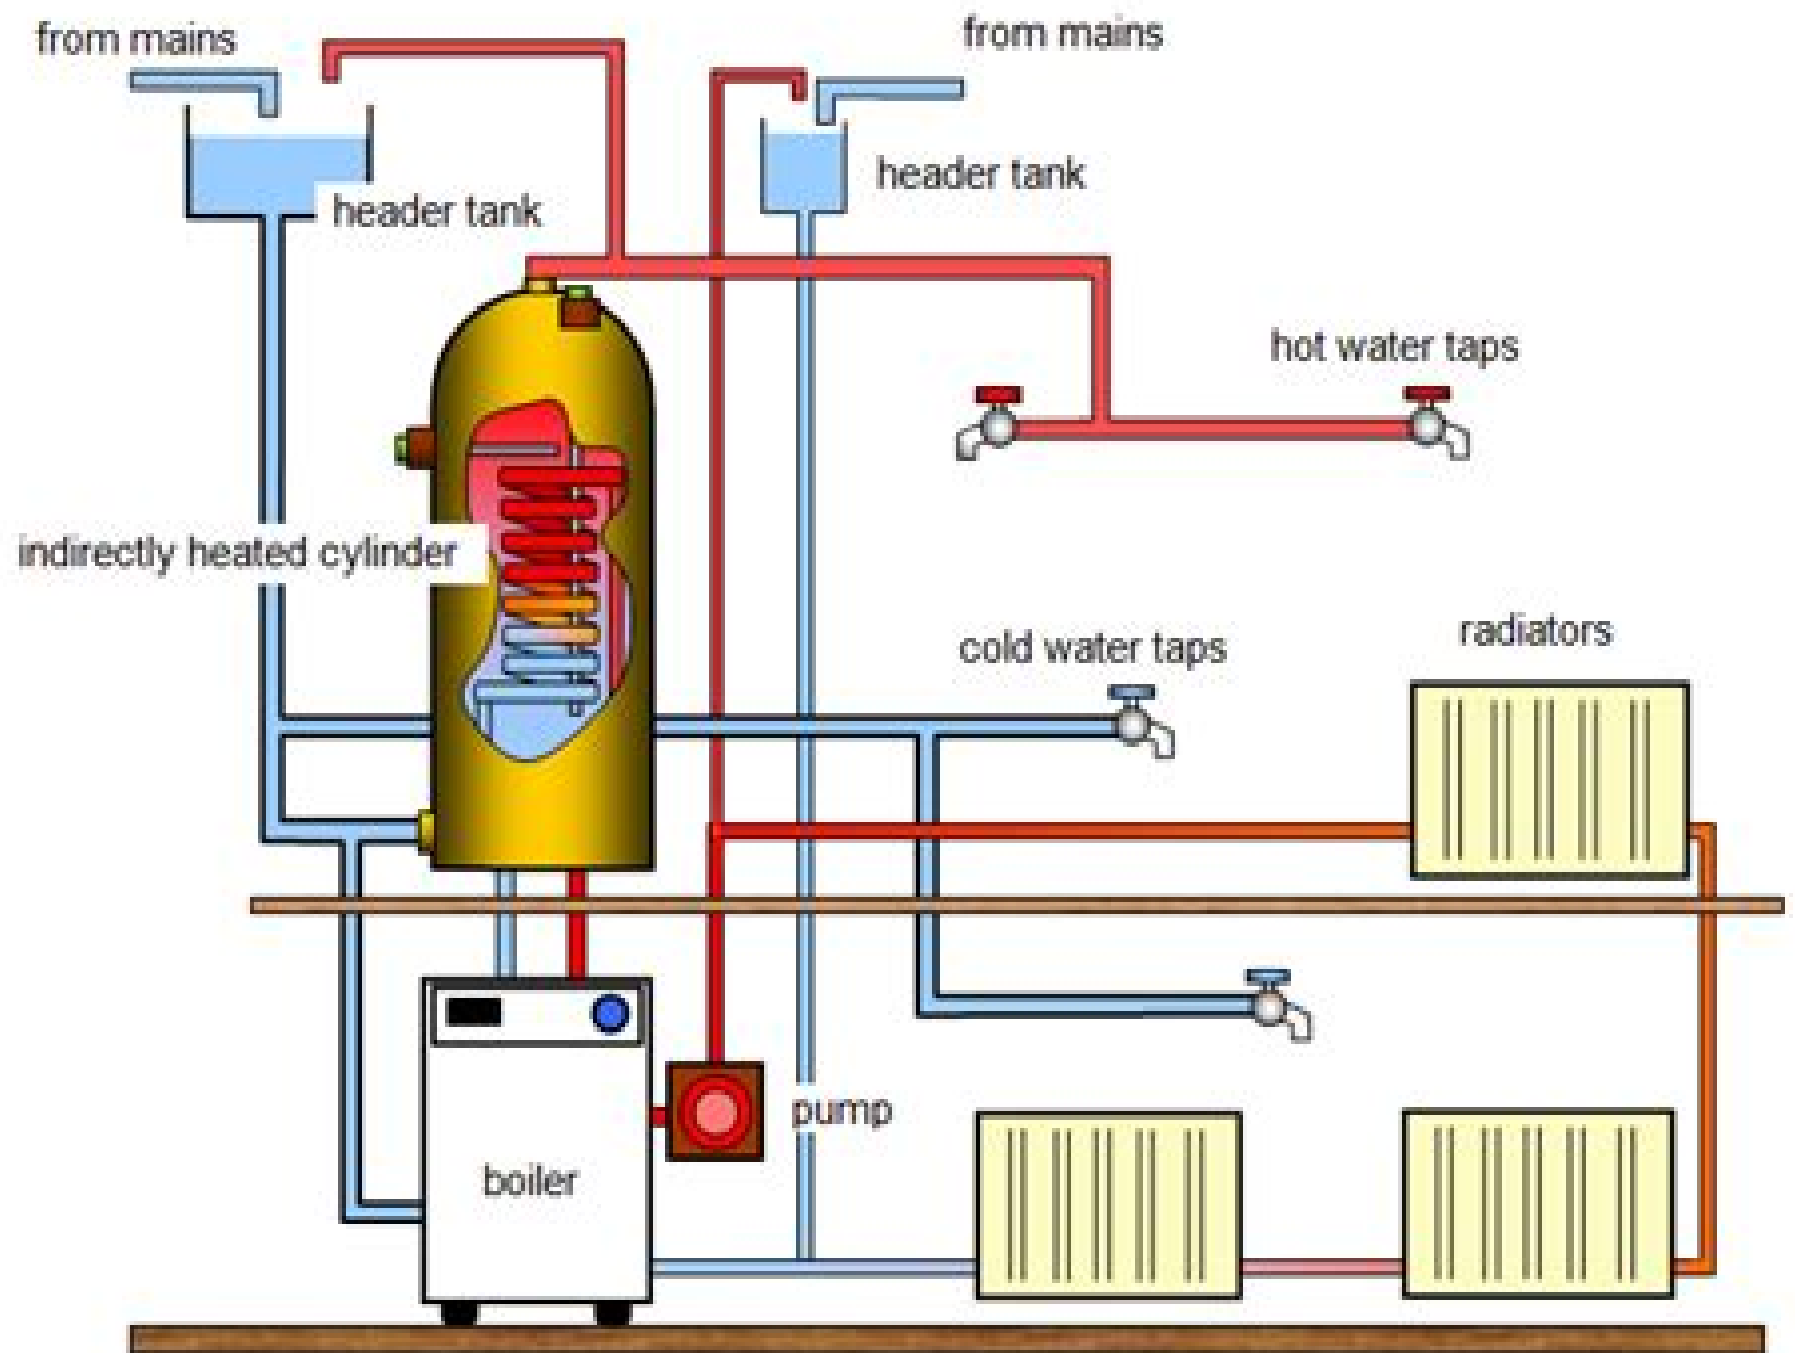 from mains
from mains
header tank
header tank
hot water taps
indirectly heated cylinder
cold water taps
radiators
pump
boiler